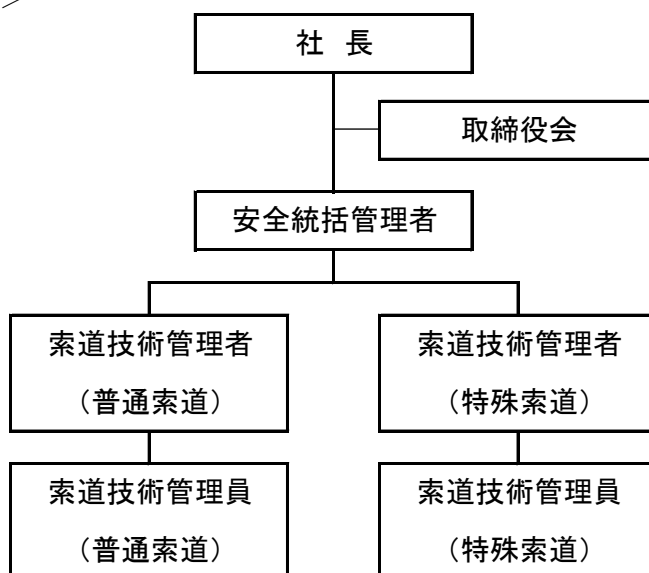 社 長
取締役会
安全統括管理者
索道技術管理者
（普通索道）
索道技術管理者
（特殊索道）
索道技術管理員
（普通索道）
索道技術管理員
（特殊索道）